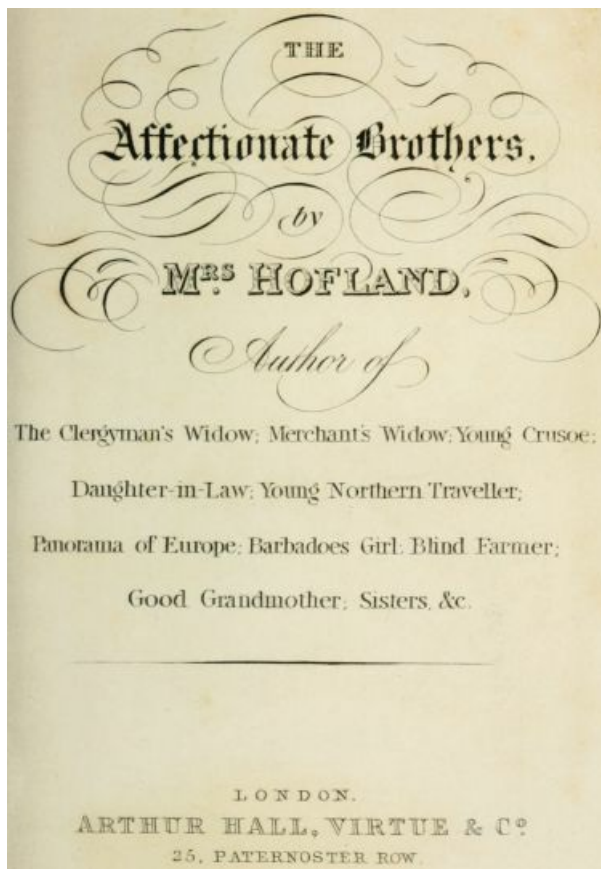 THE
Affectionate Brothers.
by
MRS. HOFLAND.
Author of
The Clergyman's Widow; Merchant's Widow; Young Crusoe;
Daughter-in-Law; Young Northern Traveller;
Panorama of Europe; Barbadoes Girl; Blind Farmer;
Good Grandmother; Sisters, &c.
LONDON.
ARTHUR HALL, VIRTUE & Co.
25, PATERNOSTER ROW.